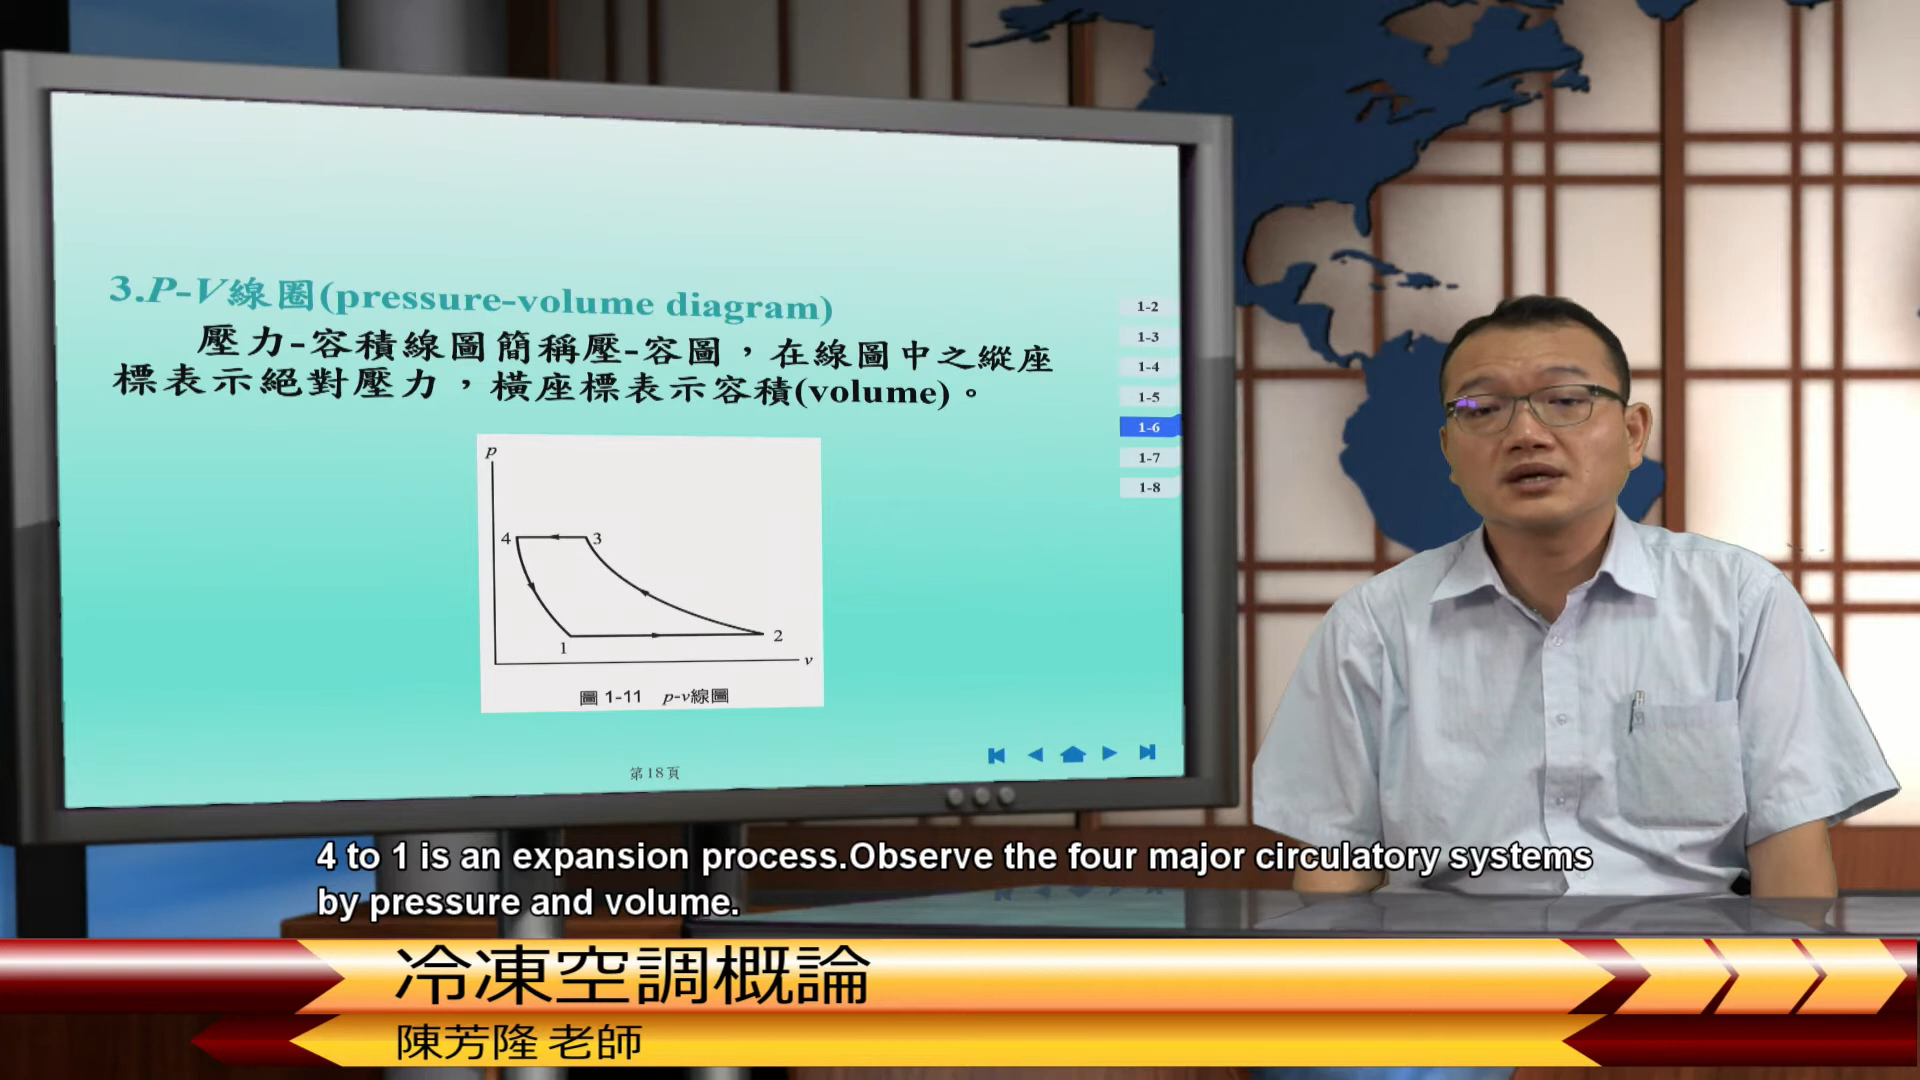 3.P-V線圈(pressure-volume diagram)
壓力-容積線圖簡稱壓-容圖，在線圖中之縱座
標表示絕對壓力，橫座標表示容積(volume)。
1-2
1-3
1-4
1-5
1-6
1-7
1-8
p
4
3
1
2
v
圖 1-11 p-v線圖
第18頁
4 to 1 is an expansion process.Observe the four major circulatory systems
by pressure and volume.
冷凍空調概論
陳芳隆 老師